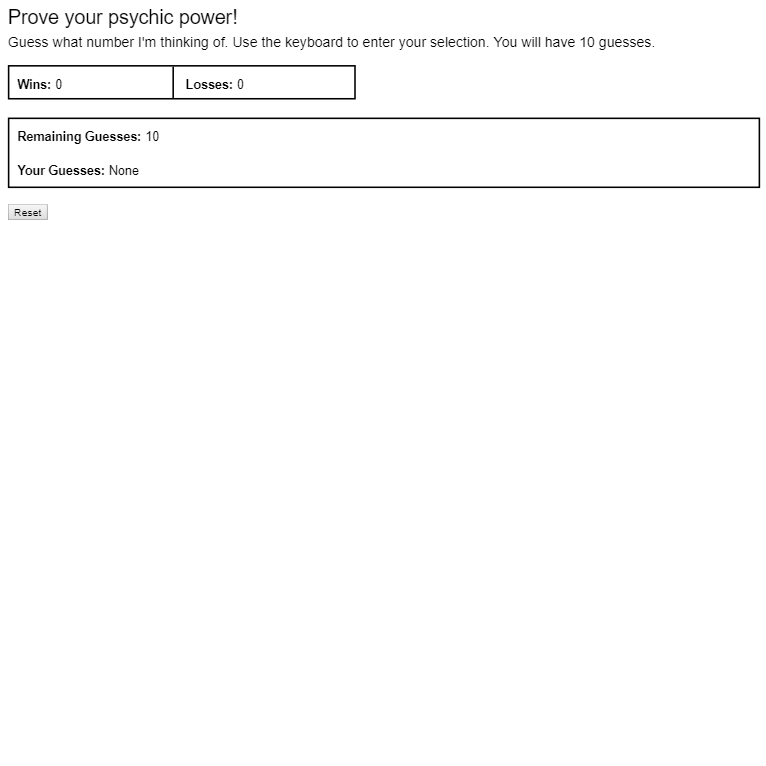 Prove your psychic power!
Guess what number I'm thinking of. Use the keyboard to enter your selection. You will have 10 guesses.
Wins: 0 Losses: 0
Remaining Guesses: 10
Your Guesses: None
Reset